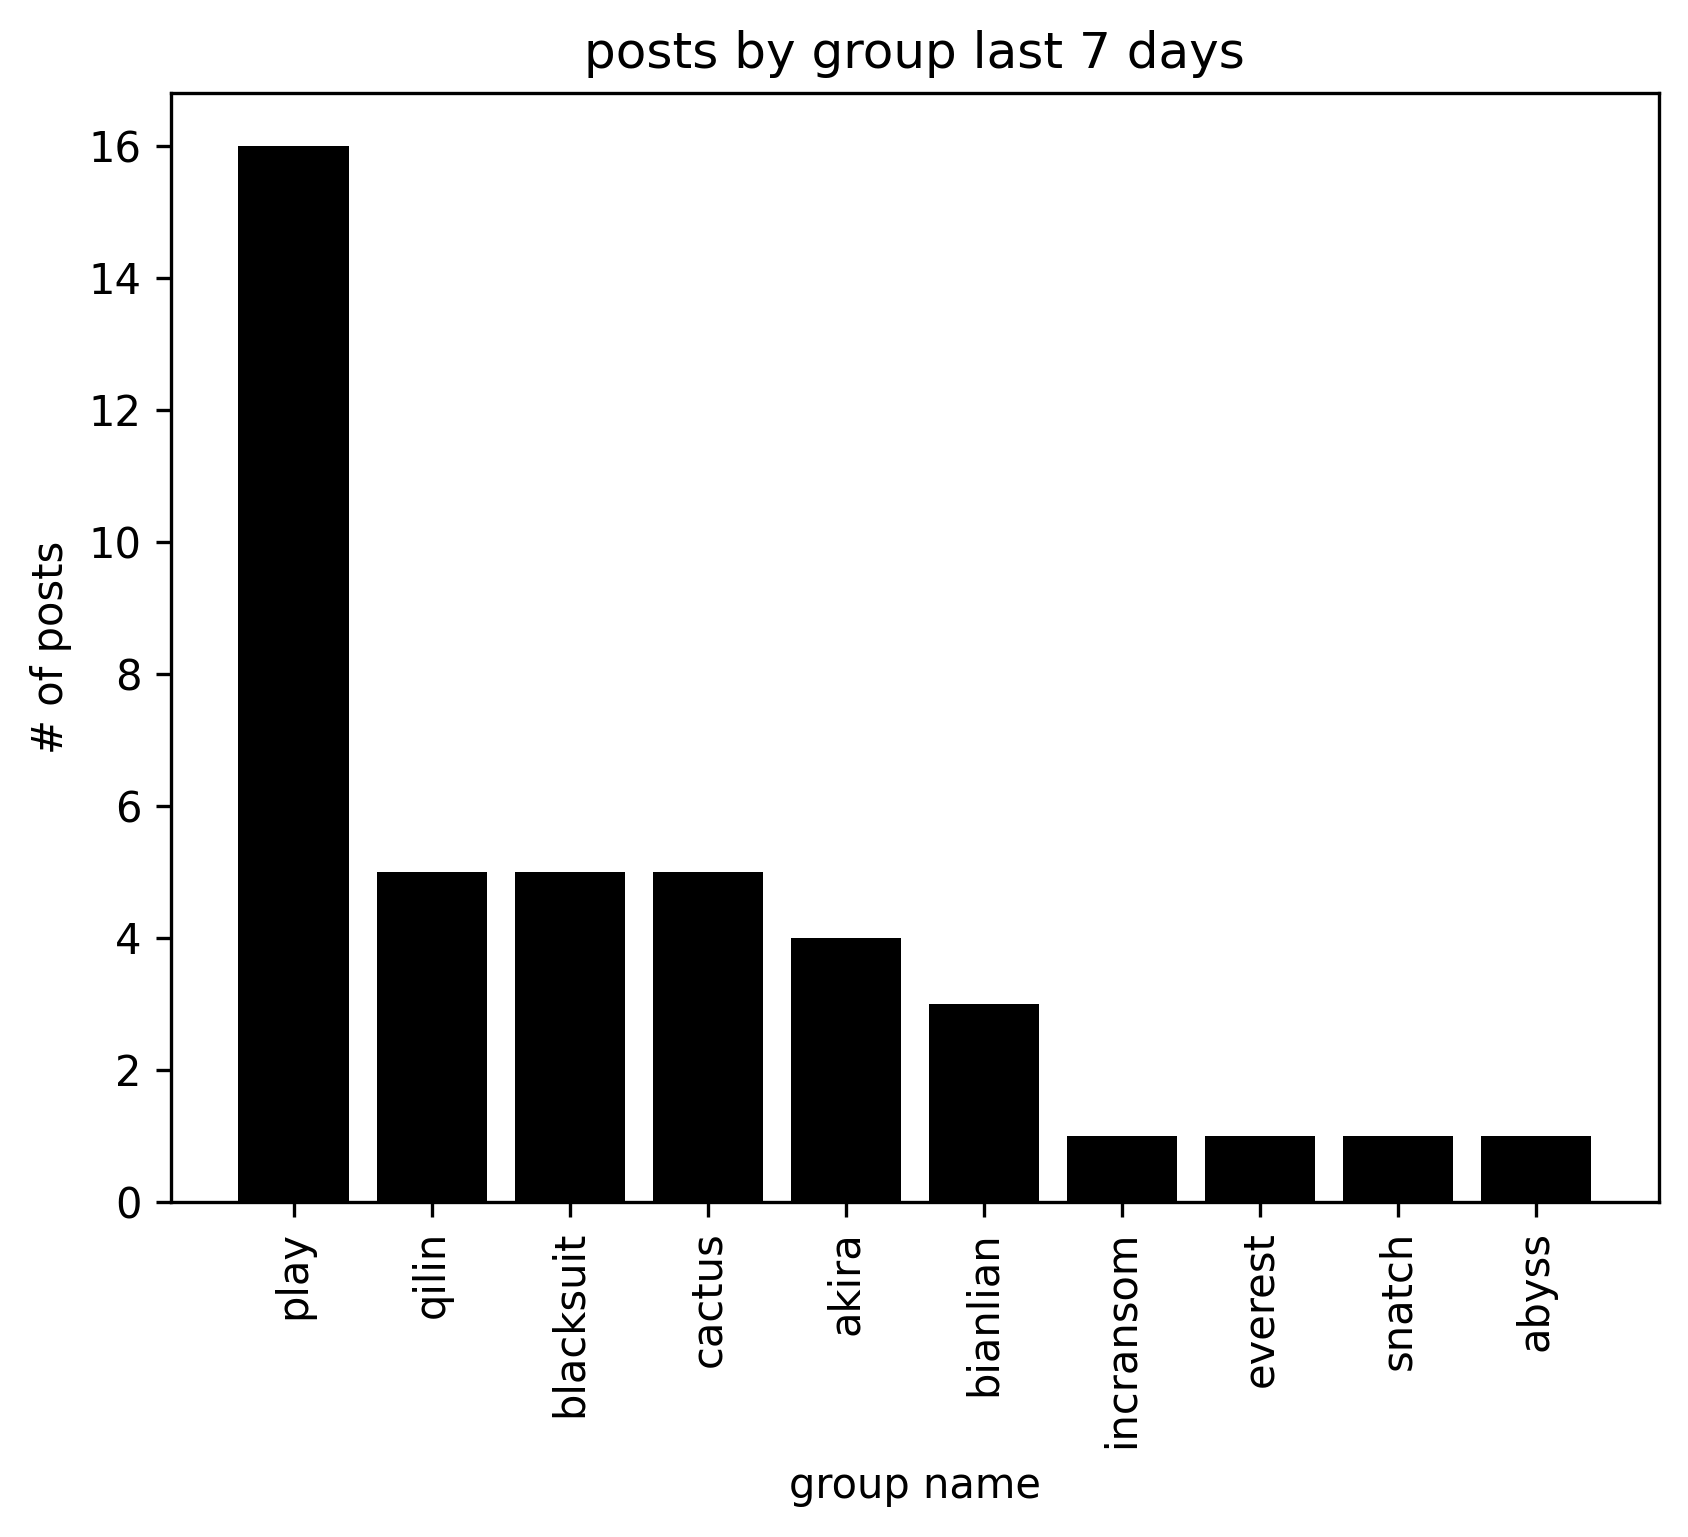 posts by group last 7 days
# of posts
16
14
12
10
8
6
4
2
0
play
qilin
blacksuit
cactus
akira
bianlian
incransom
everest
snatch
abyss
group name